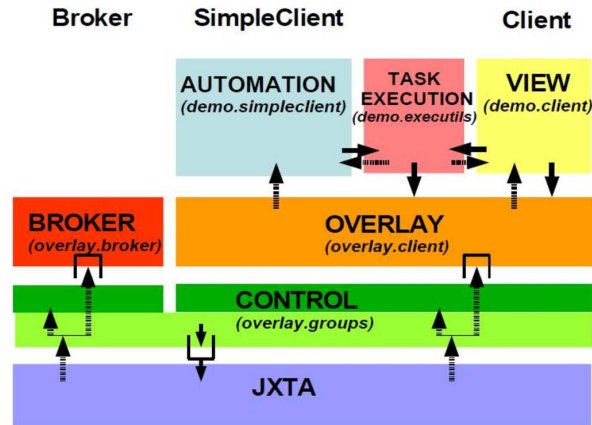 Broker
SimpleClient
Client
AUTOMATION
(demo.simpleclient)
TASK
EXECUTION
(demo.executils)
VIEW
(demo.client)
BROKER
(overlay.broker)
OVERLAY
(overlay.client)
CONTROL
(overlay.groups)
JXTA